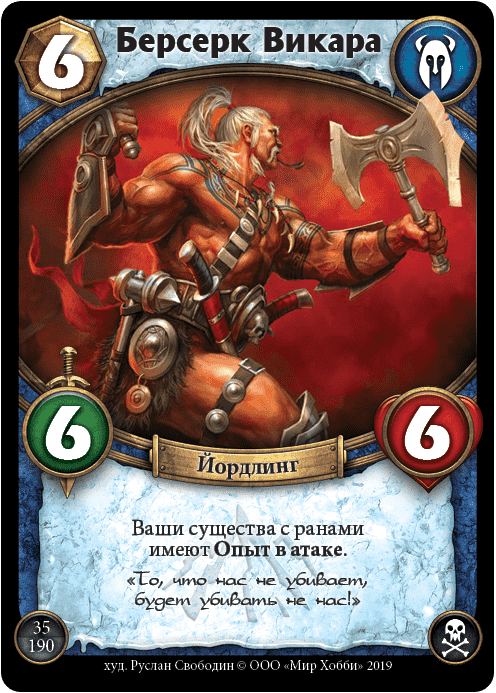 6
Берсерк Викара
6
6
Йордлинг
Ваши существа с ранами
имеют Опыт в атаке.
«То, что нас не убивает,
будет убивать не нас!»
35
190
худ. Руслан Свободин © ООО «Мир Хобби» 2019